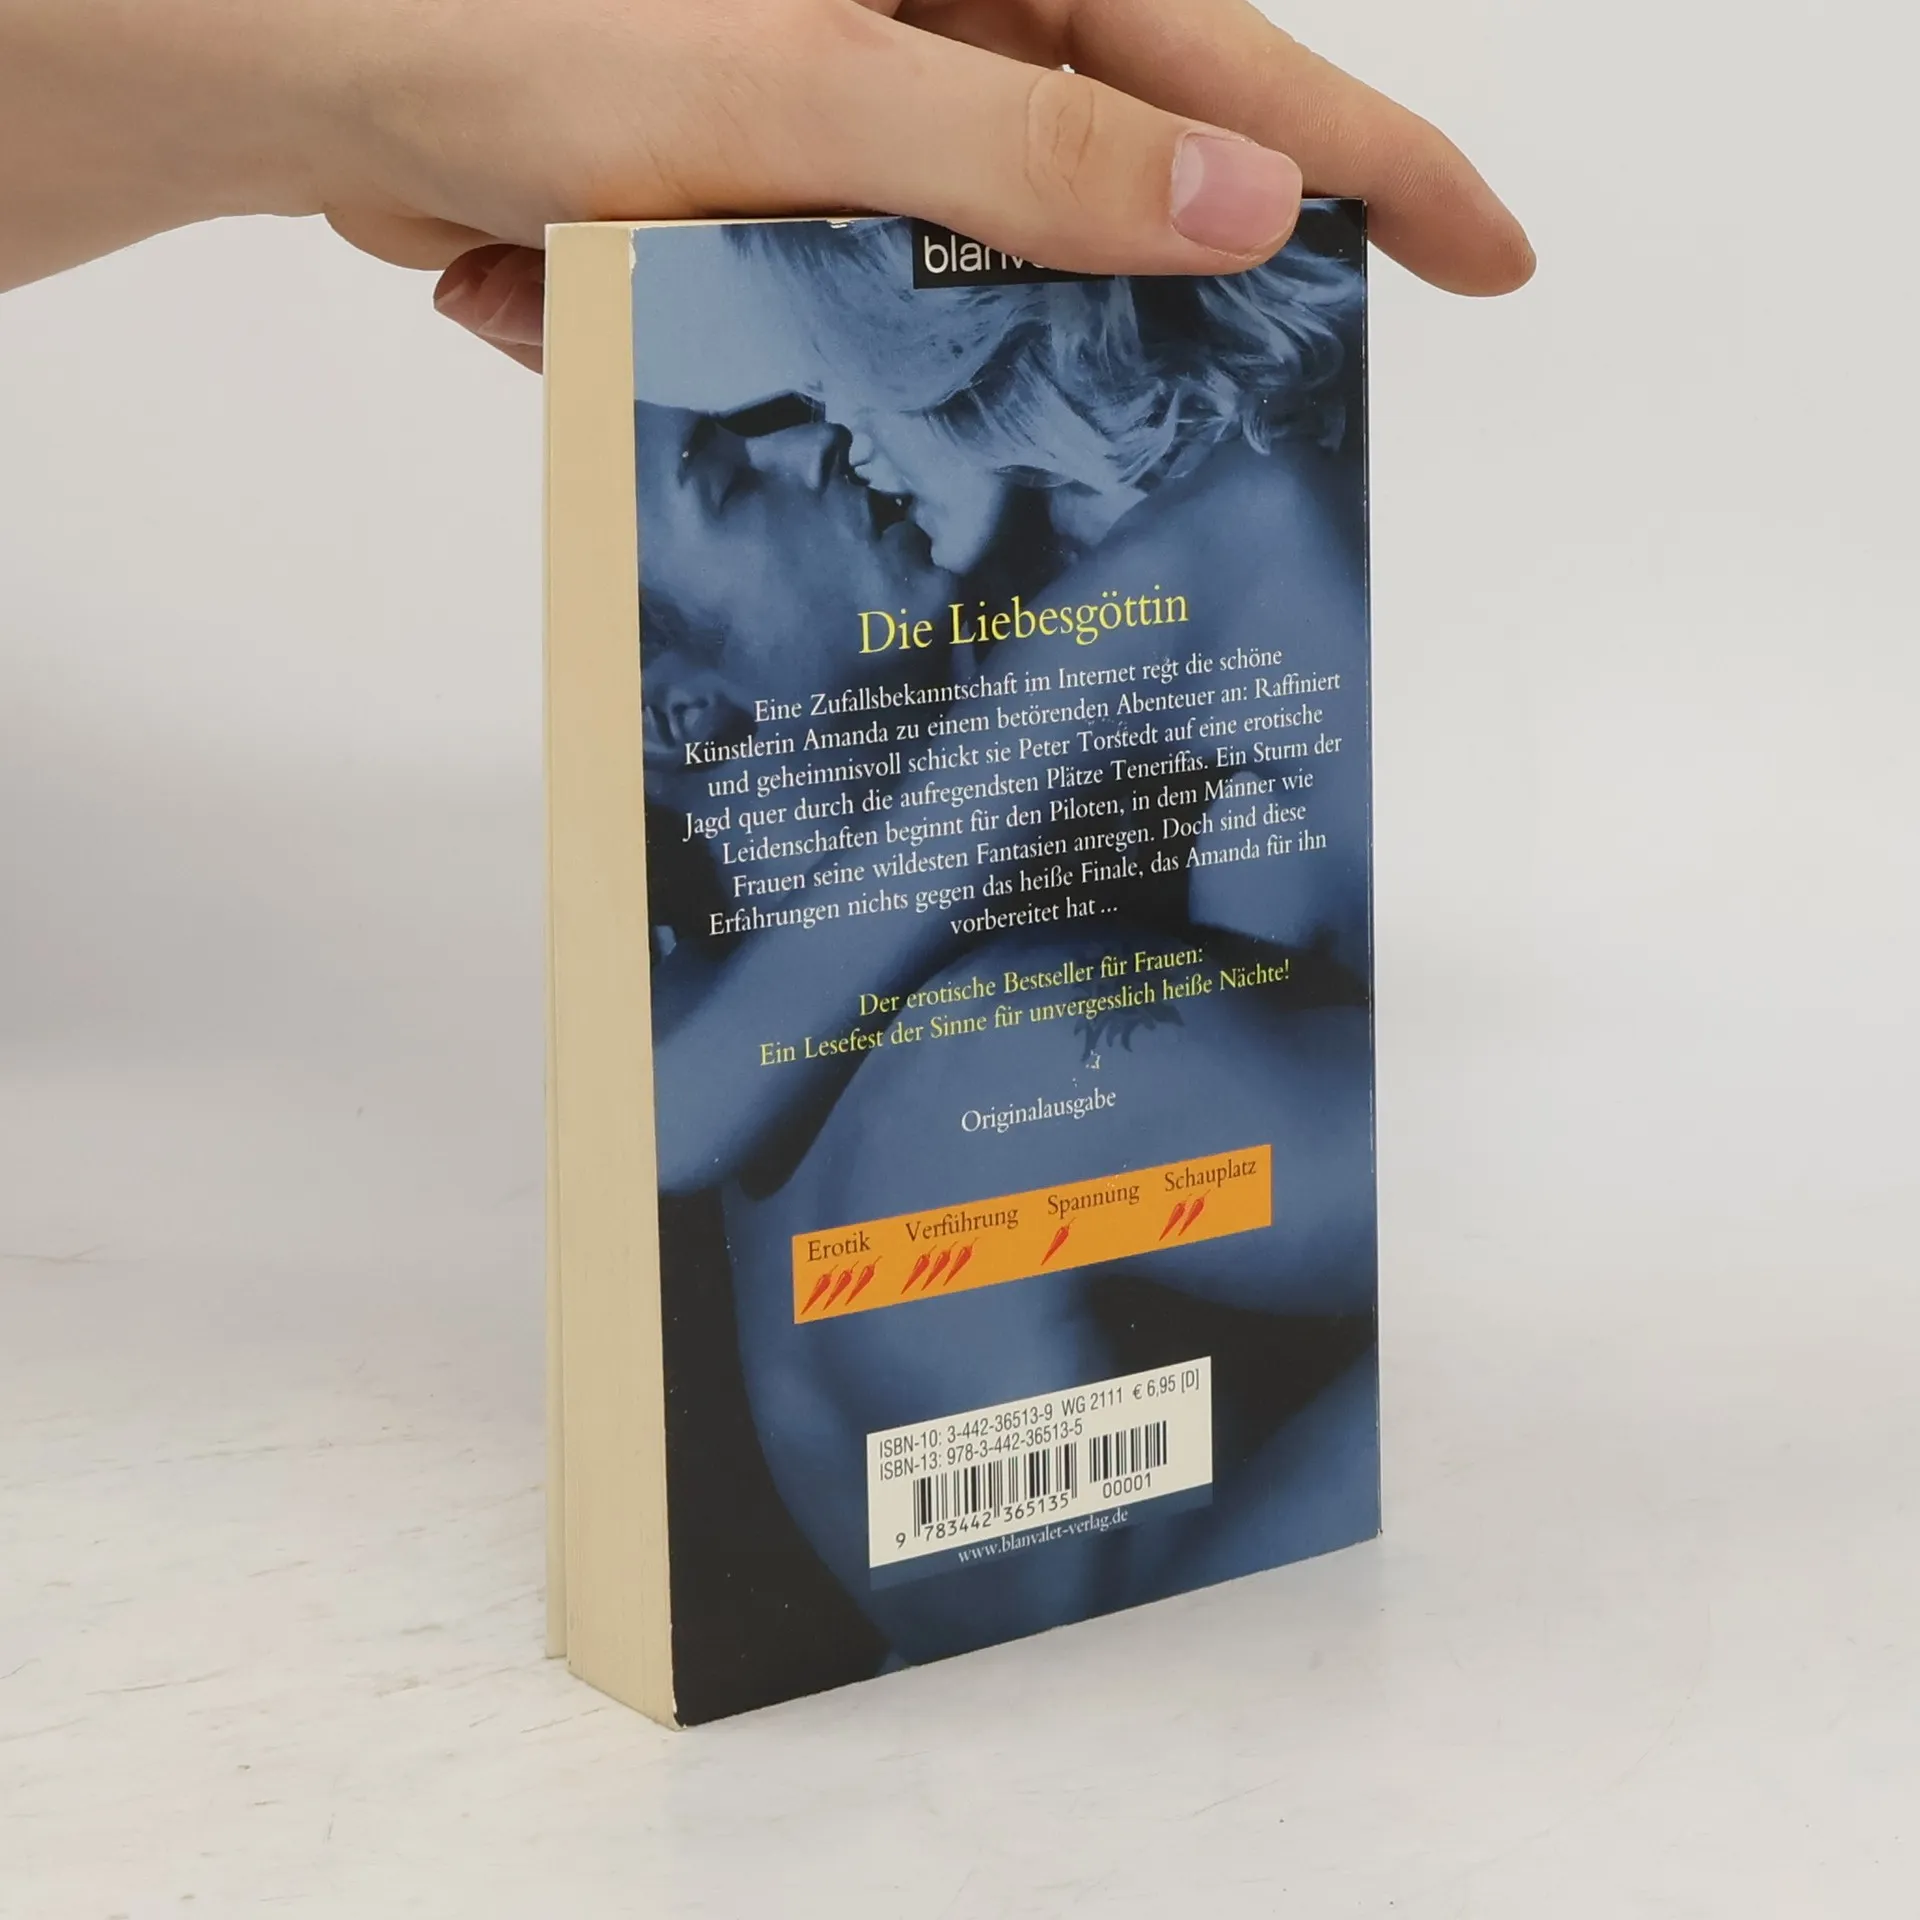 Die Liebesgöttin
Eine Zufallsbekanntschaft im Internet regt die schöne
Künstlerin Amanda zu einem betörenden Abenteuer an: Raffiniert
und geheimnisvoll schickt sie Peter Torstedt auf eine erotische
Jagd quer durch die aufregendsten Plätze Teneriffas. Ein Sturm der
Leidenschaften beginnt für den Piloten, in dem Männer wie
Frauen seine wildesten Fantasien anregen. Doch sind diese
Erfahrungen nichts gegen das heiße Finale, das Amanda für ihn
vorbereitet hat ...
Der erotische Bestseller für Frauen:
Ein Lesefest der Sinne für unvergesslich heiße Nächte!
Originalausgabe
Erotik Verführung Spannung Schauplatz
ISBN-10: 3-442-36513-9 WG 2111 € 6,95 [D]
ISBN-13: 978-3-442-36513-5
9 783442 365135 00001
www.blanvalet-verlag.de